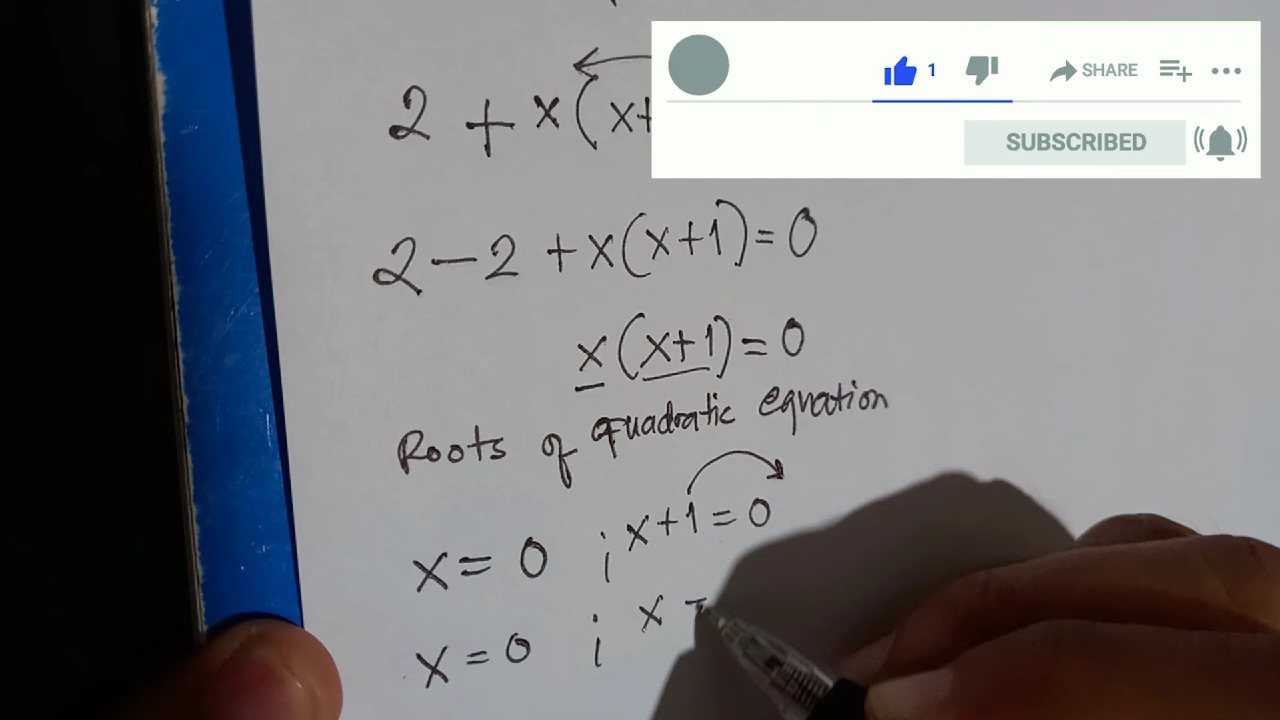 1 SHARE
SUBSCRIBED
2 + x(x+
2 - 2 + x(x+1) = 0
x(x+1) = 0
Roots of quadratic equation
x = 0 ; x+1 = 0
x = 0 ; x =